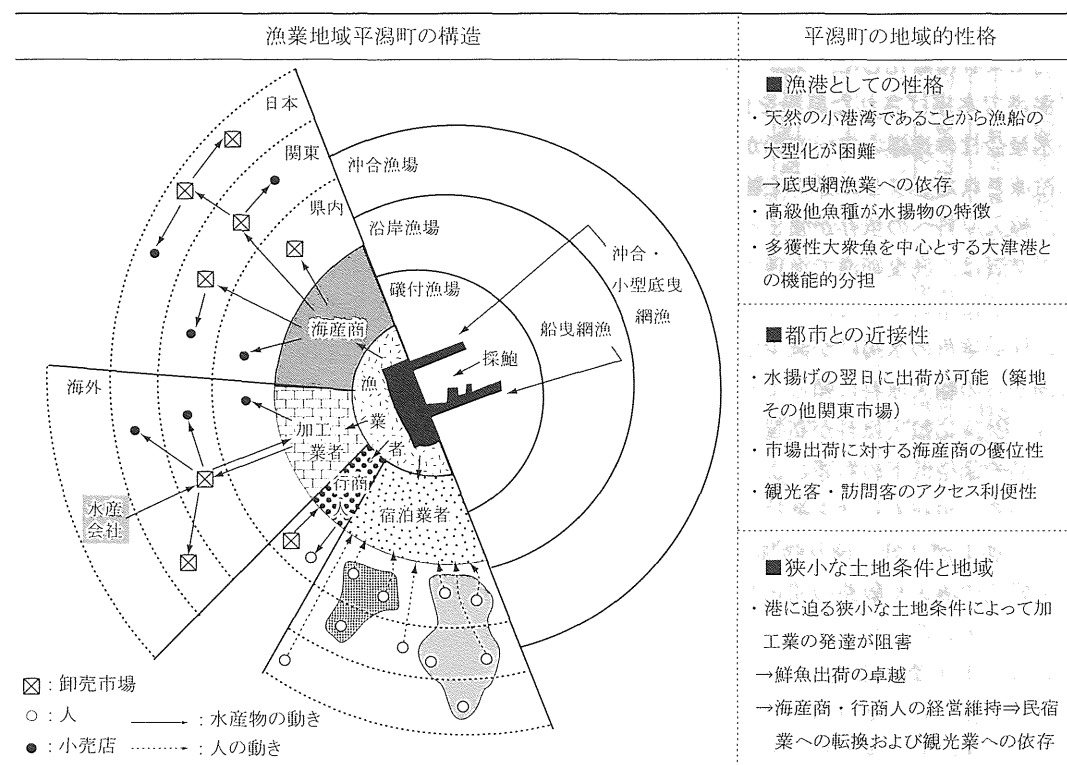 漁業地域平潟町の構造
平潟町の地域的性格
日本
関東
県内
沖合漁場
沿岸漁場
磯付漁場
沖合・
小型底曳
網漁
船曳網漁
採鮑
海産商
漁
業
者
海外
加工
業者
行商
人
宿泊業者
水産
会社
：卸売市場
：人
：水産物の動き
：小売店
：人の動き
■漁港としての性格
・天然の小港湾であることから漁船の
大型化が困難
→底曳網漁業への依存
・高級他魚種が水揚物の特徴
・多獲性大衆魚を中心とする大津港と
の機能的分担
■都市との近接性
・水揚げの翌日に出荷が可能（築地
その他関東市場）
・市場出荷に対する海産商の優位性
・観光客・訪問客のアクセス利便性
■狭小な土地条件と地域
・港に迫る狭小な土地条件によって加
工業の発達が阻害
→鮮魚出荷の卓越
→海産商・行商人の経営維持⇒民宿
業への転換および観光業への依存